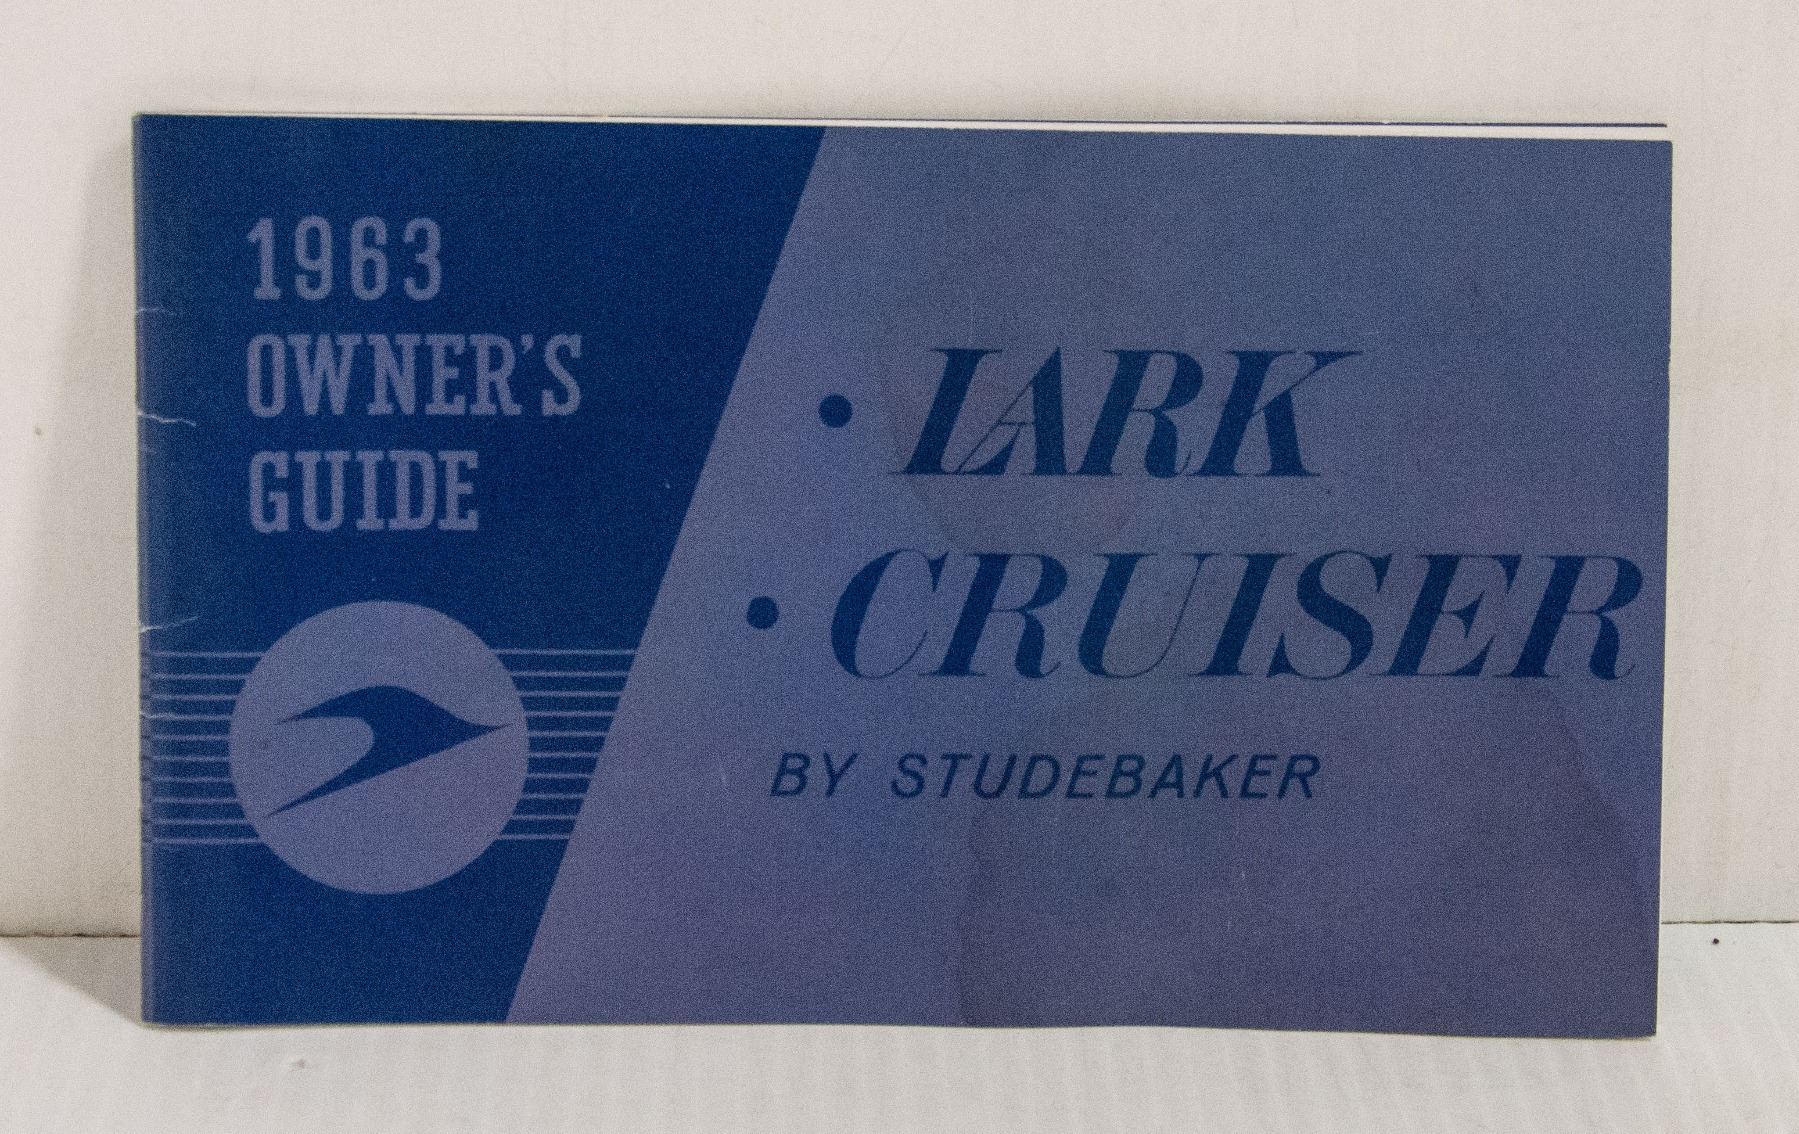 1963
OWNER'S
GUIDE
• LARK
• CRUISER
BY STUDEBAKER